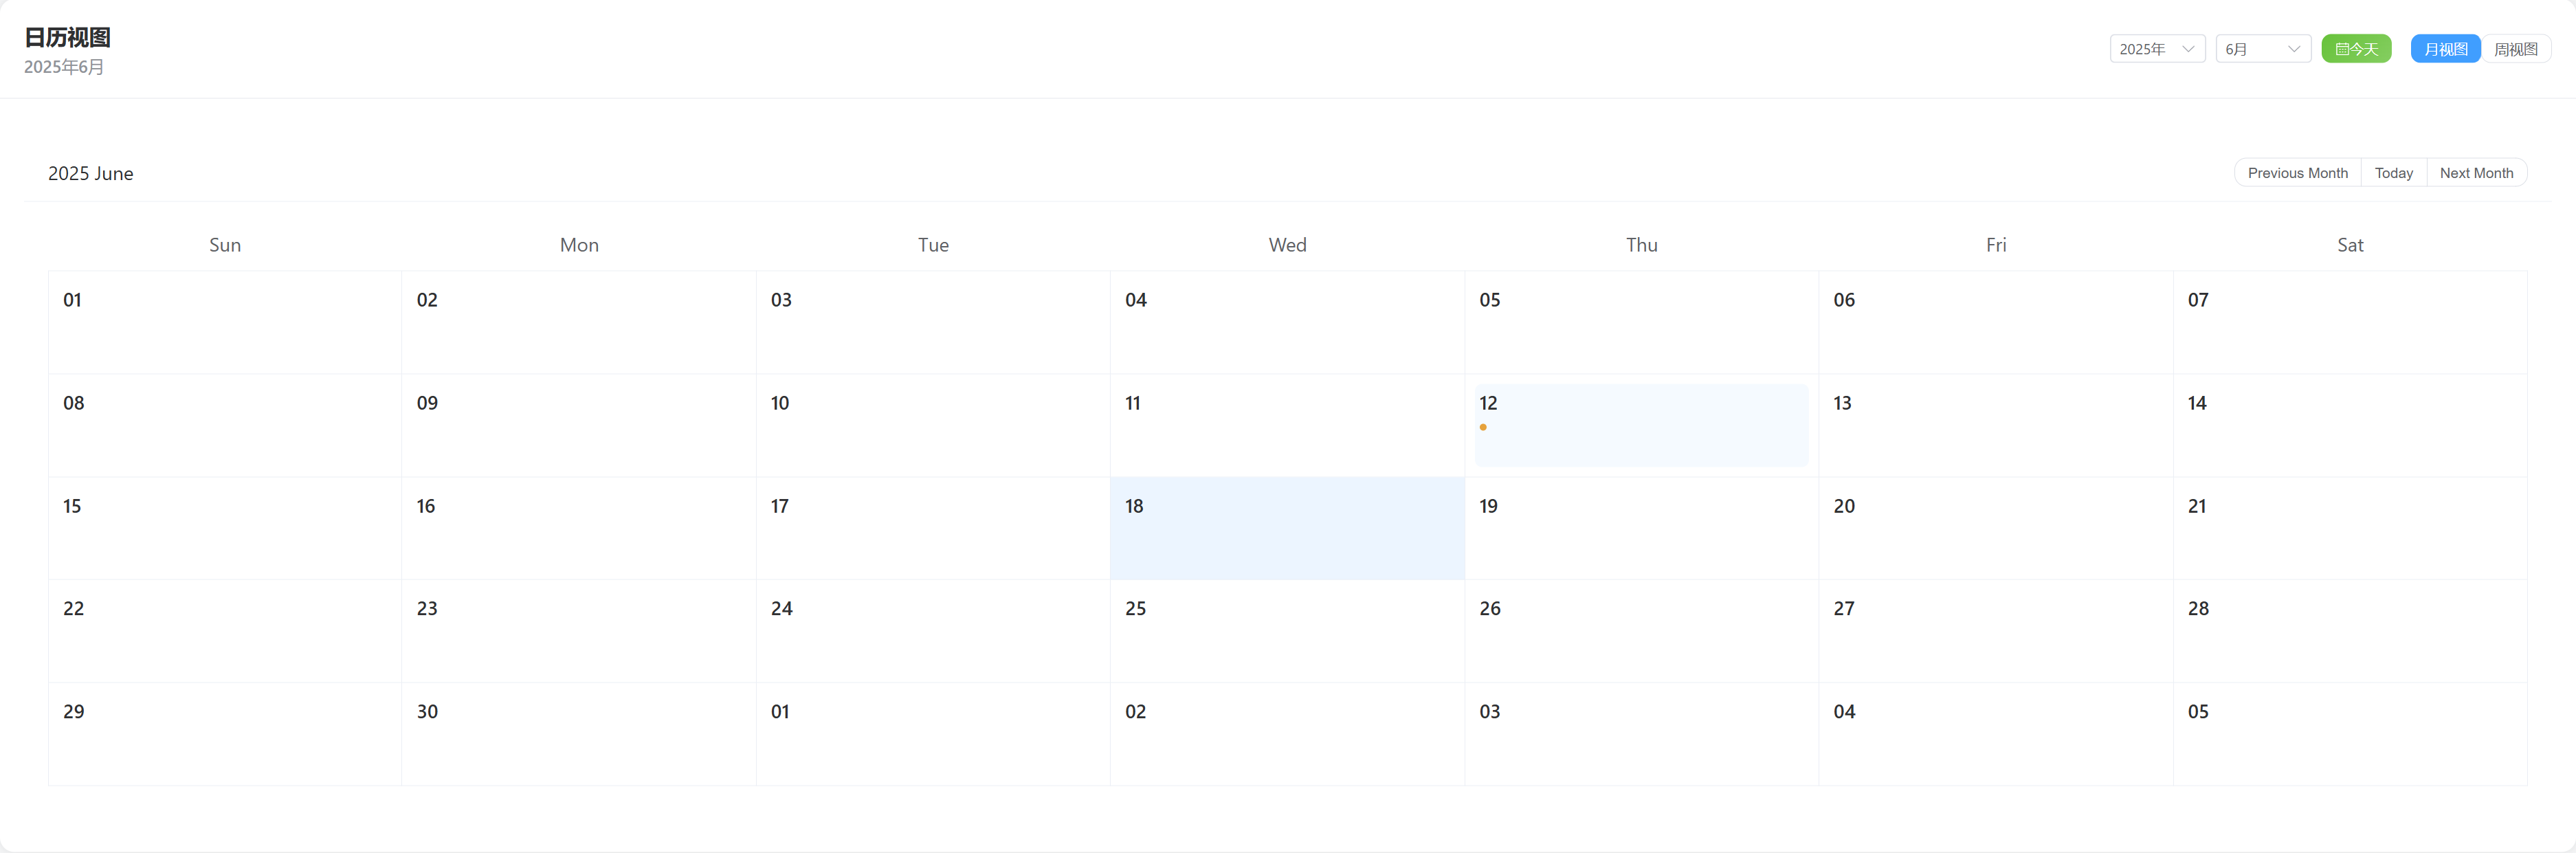 日历视图
2025年6月
2025年 6月 今天 月视图 周视图
2025 June
Previous Month Today Next Month
Sun Mon Tue Wed Thu Fri Sat
01 02 03 04 05 06 07
08 09 10 11 12 13 14
15 16 17 18 19 20 21
22 23 24 25 26 27 28
29 30 01 02 03 04 05